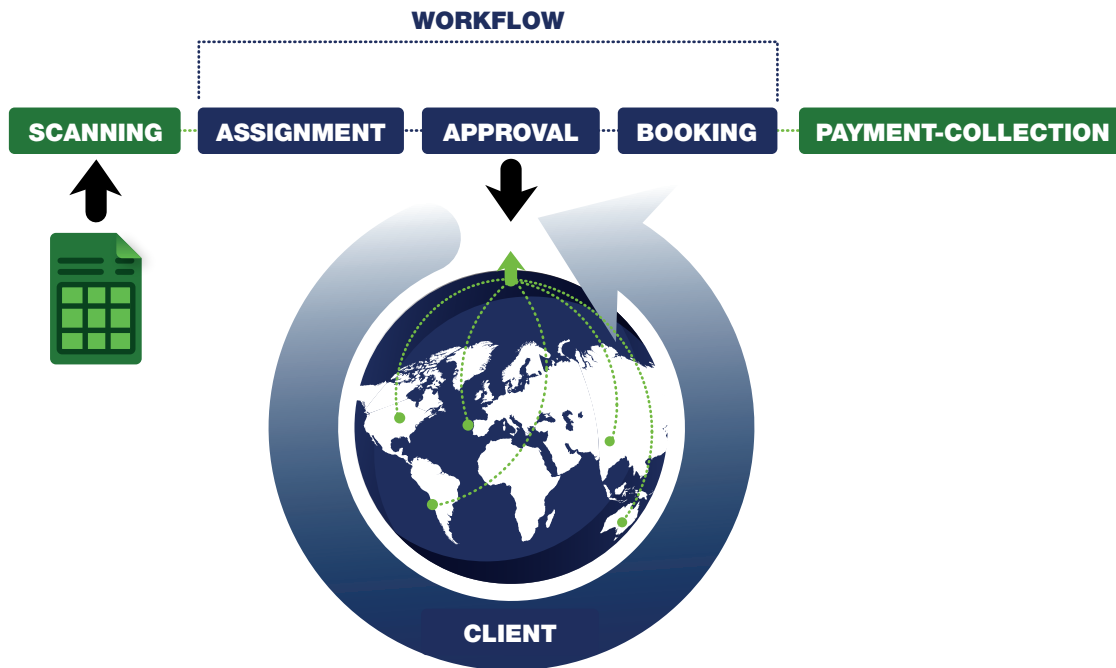 WORKFLOW
SCANNING ASSIGNMENT APPROVAL BOOKING PAYMENT-COLLECTION
CLIENT